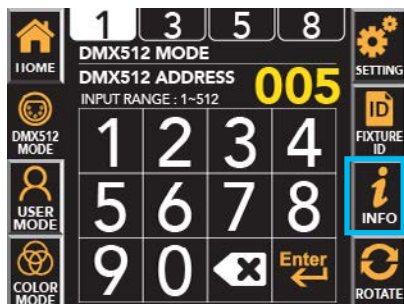 1 3 5 8
DMX512 MODE
DMX512 ADDRESS
INPUT RANGE : 1~512
005
HOME
DMX512
MODE
USER
MODE
COLOR
MODE
1 2 3 4
5 6 7 8
9 0 X Enter
SETTING
ID
FIXTURE
ID
i
INFO
ROTATE